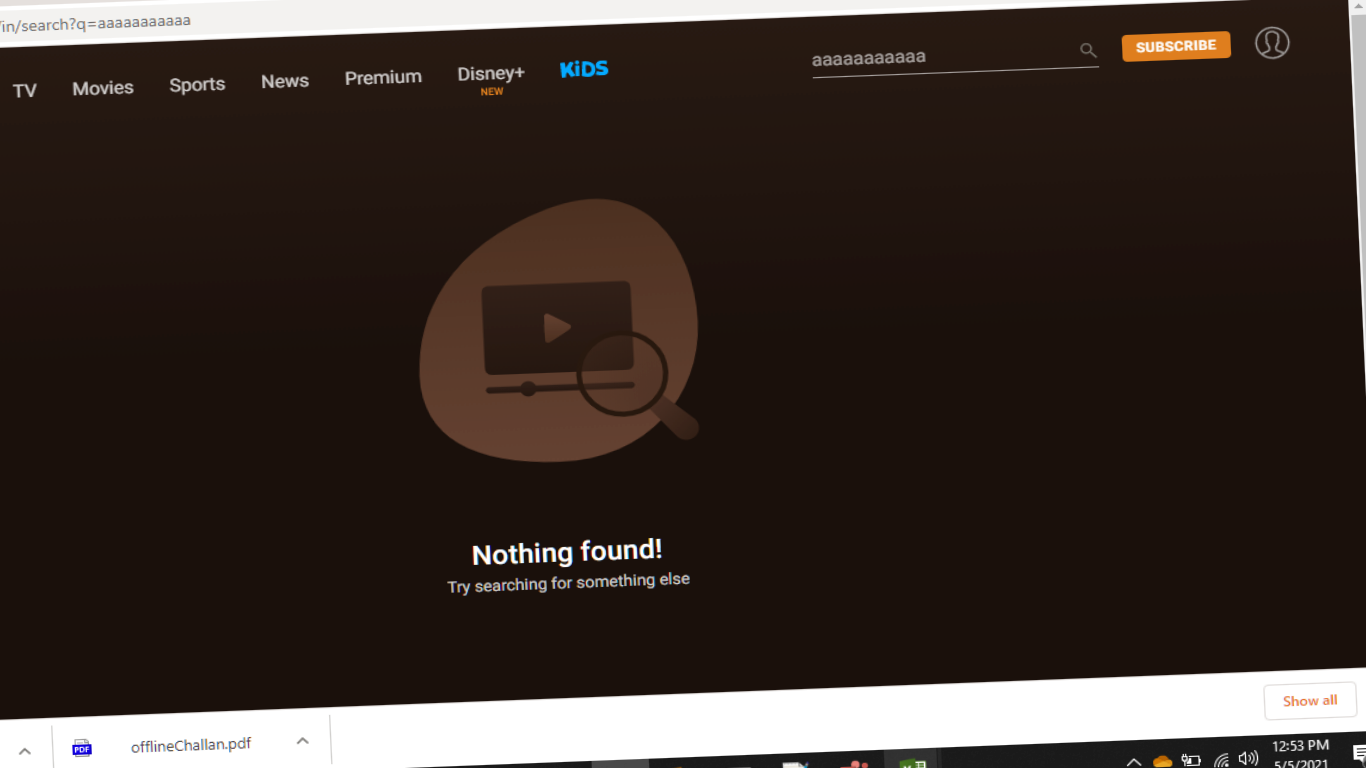 /in/search?q=aaaaaaaaaaa
TV Movies Sports News Premium Disney+ KiDS aaaaaaaaaaa SUBSCRIBE
NEW
Nothing found!
Try searching for something else
Show all
PDF offlineChallan.pdf
12:53 PM
5/5/2021